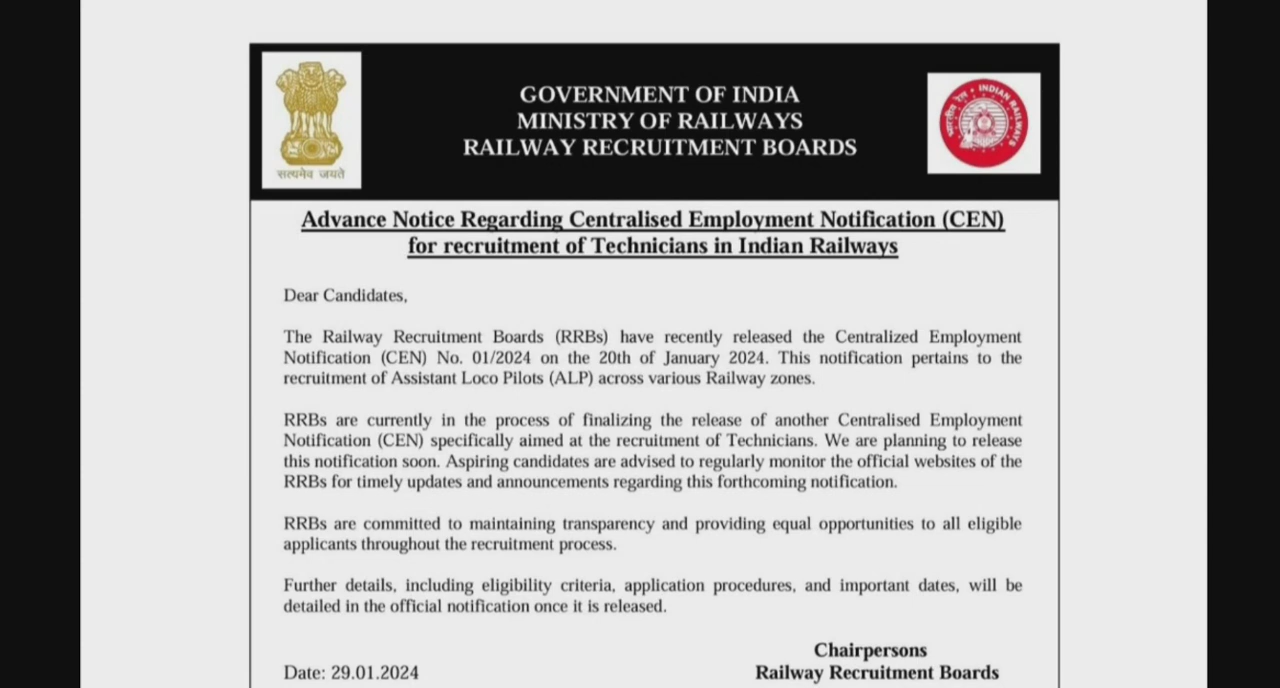 GOVERNMENT OF INDIA
MINISTRY OF RAILWAYS
RAILWAY RECRUITMENT BOARDS
सत्यमेव जयते
भारतीय रेल • INDIAN RAILWAYS
Advance Notice Regarding Centralised Employment Notification (CEN)
for recruitment of Technicians in Indian Railways
Dear Candidates,
The Railway Recruitment Boards (RRBs) have recently released the Centralized Employment
Notification (CEN) No. 01/2024 on the 20th of January 2024. This notification pertains to the
recruitment of Assistant Loco Pilots (ALP) across various Railway zones.
RRBs are currently in the process of finalizing the release of another Centralised Employment
Notification (CEN) specifically aimed at the recruitment of Technicians. We are planning to release
this notification soon. Aspiring candidates are advised to regularly monitor the official websites of the
RRBs for timely updates and announcements regarding this forthcoming notification.
RRBs are committed to maintaining transparency and providing equal opportunities to all eligible
applicants throughout the recruitment process.
Further details, including eligibility criteria, application procedures, and important dates, will be
detailed in the official notification once it is released.
Chairpersons
Date: 29.01.2024 Railway Recruitment Boards